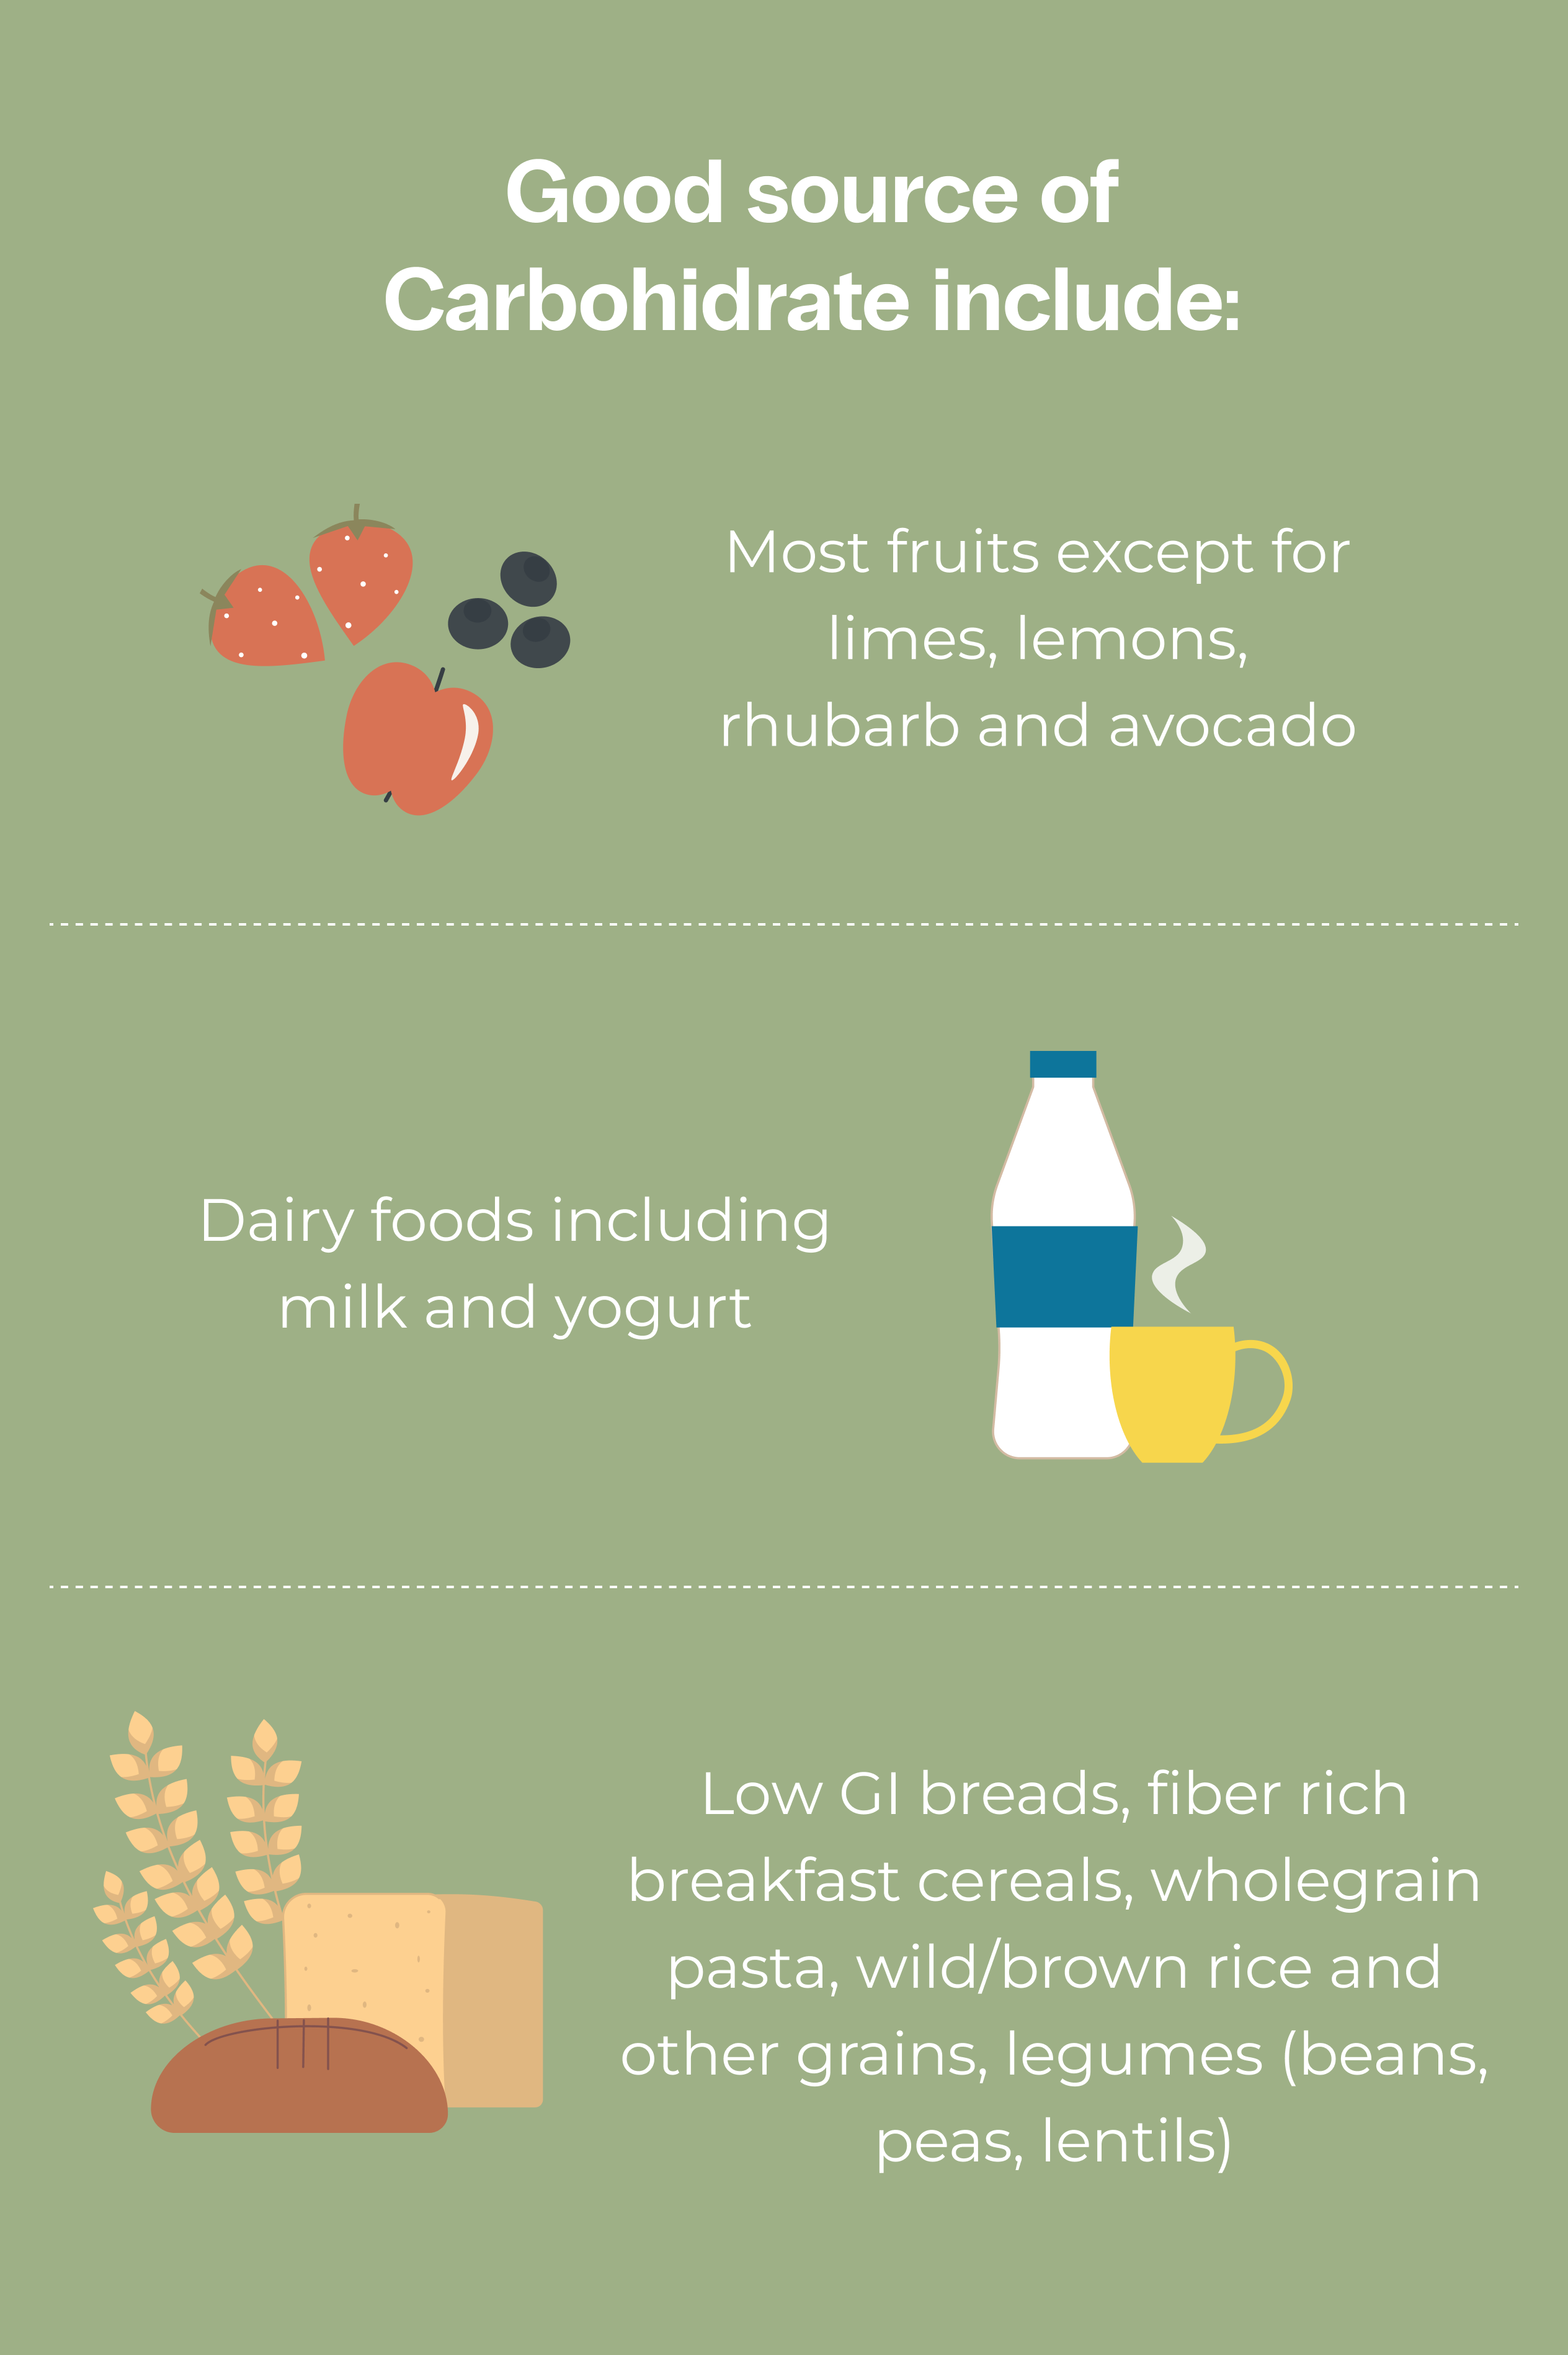 Good source of
Carbohidrate include:
Most fruits except for
limes, lemons,
rhubarb and avocado
Dairy foods including
milk and yogurt
Low GI breads, fiber rich
breakfast cereals, wholegrain
pasta, wild/brown rice and
other grains, legumes (beans,
peas, lentils)